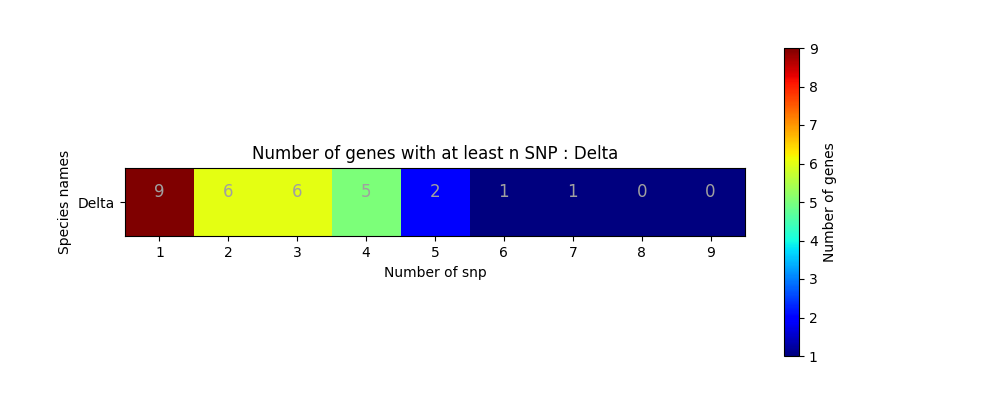 Number of genes with at least n SNP : Delta
Species names
Delta
9 6 6 5 2 1 1 0 0
1 2 3 4 5 6 7 8 9
Number of snp
9
8
7
6
5
4
3
2
1
Number of genes